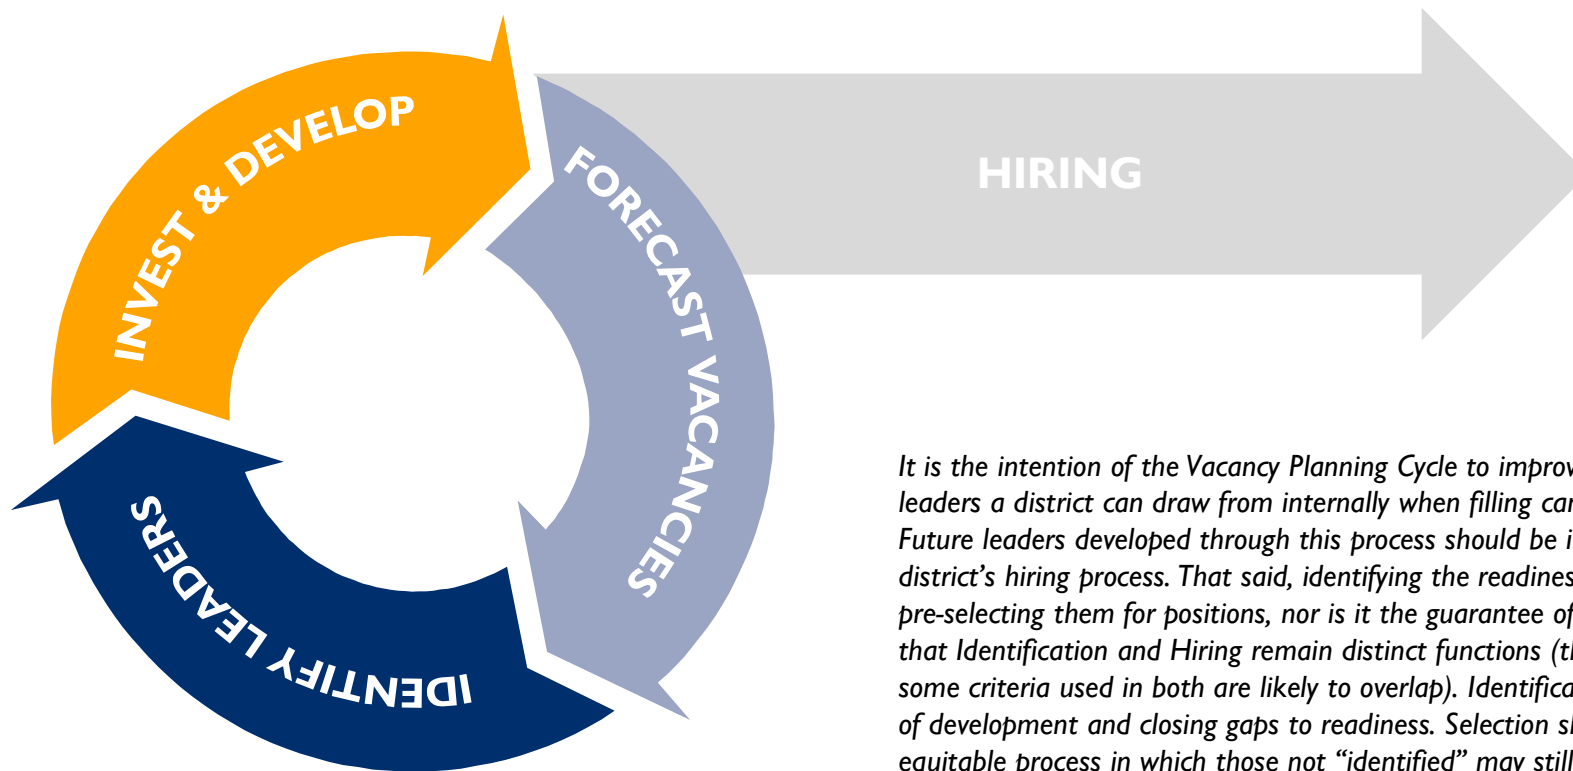 INVEST & DEVELOP
FORECAST VACANCIES
IDENTIFY LEADERS
HIRING
It is the intention of the Vacancy Planning Cycle to improv
leaders a district can draw from internally when filling
Future leaders developed through this process should be
district's hiring process. That said, identifying the readines
pre-selecting them for positions, nor is it the guarantee of
that Identification and Hiring remain distinct functions
some criteria used in both are likely to overlap). Identifica
of development and closing gaps to readiness. Selection
equitable process in which those not "identified" may still